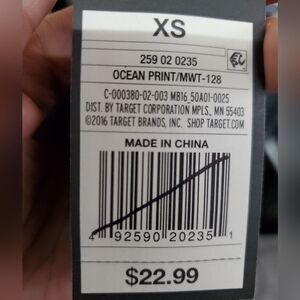 XS
259 02 0235
OCEAN PRINT/MWT-128
C-000380-02-003 MB16_50A01-0025
DIST. BY TARGET CORPORATION MPLS., MN 55403
©2016 TARGET BRANDS, INC. SHOP TARGET.COM
MADE IN CHINA
4 92590 20235 1
$22.99